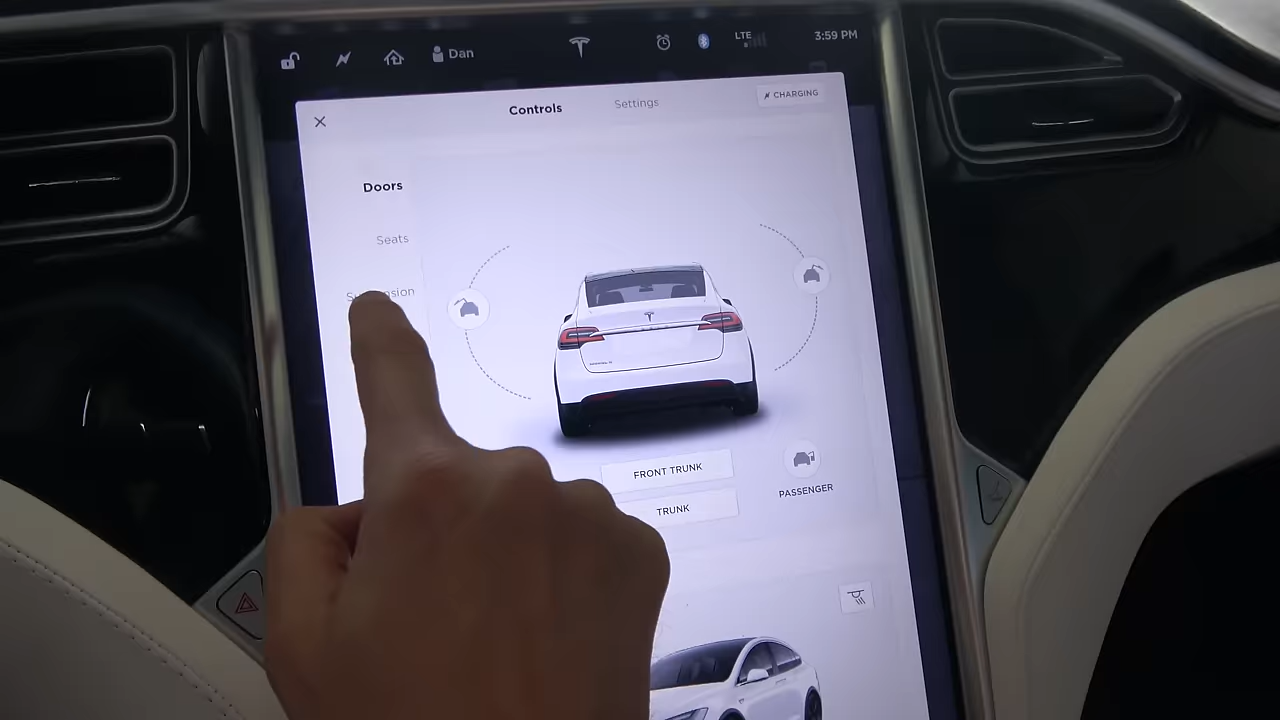 Dan
LTE
3:59 PM
Controls
Settings
CHARGING
Doors
Seats
FRONT TRUNK
TRUNK
PASSENGER